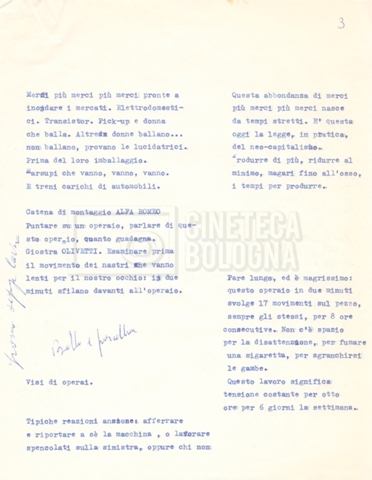 3
Merci più merci più merci pronte a
inondare i mercati. Elettrodomesti-
ci. Transistor. Pick-up e donna
che balla. Altre donne ballano...
non ballano, provano le lucidatrici.
Prima del loro imballaggio.
che vanno, vanno, vanno.
E treni carichi di automobili.
Catena di montaggio ALFA ROMEO
Puntare su un operaio, parlare di que-
sto operaio, quanto guadagna.
Giostra OLIVETTI. Esaminare prima
il movimento dei nastri che vanno
lenti per il nostro occhio: in due
minuti sfilano davanti all'operaio.
Visi di operai.
Tipiche reazioni ansiose: afferrare
e riportare a sè la macchina , o lavorare
spencolati sulla sinistra, oppure chi non
Questa abbondanza di merci
più merci più merci nasce
da tempi stretti. E' questa
oggi la legge, in pratica,
del neo-capitalismo.
Produrre di più, ridurre al
minimo, magari fino all'osso,
i tempi per produrre.
Pare lungo, ed è magrissimo:
questo operaio in due minuti
svolge 17 movimenti sul pezzo,
sempre gli stessi, per 8 ore
consecutive. Non c'è spazio
per la disattenzione, per fumare
una sigaretta, per sgranchirsi
le gambe.
Questo lavoro significa
tensione costante per otto
ore per 6 giorni la settimana.
CINETECA
BOLOGNA